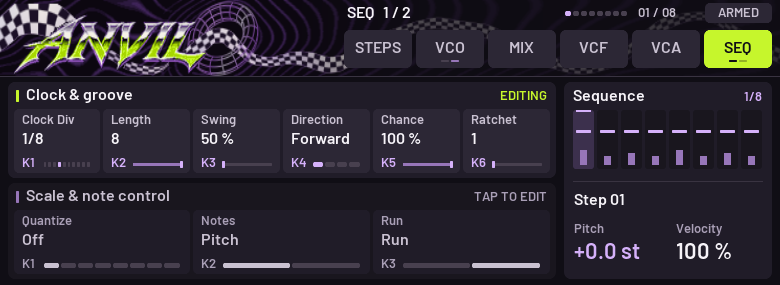 ANVIL
SEQ 1 / 2
01 / 08
ARMED
STEPS
VCO
MIX
VCF
VCA
SEQ
Clock & groove
EDITING
Clock Div
1/8
K1
Length
8
K2
Swing
50 %
K3
Direction
Forward
K4
Chance
100 %
K5
Ratchet
1
K6
Scale & note control
TAP TO EDIT
Quantize
Off
K1
Notes
Pitch
K2
Run
Run
K3
Sequence
1/8
Step 01
Pitch
+0.0 st
Velocity
100 %